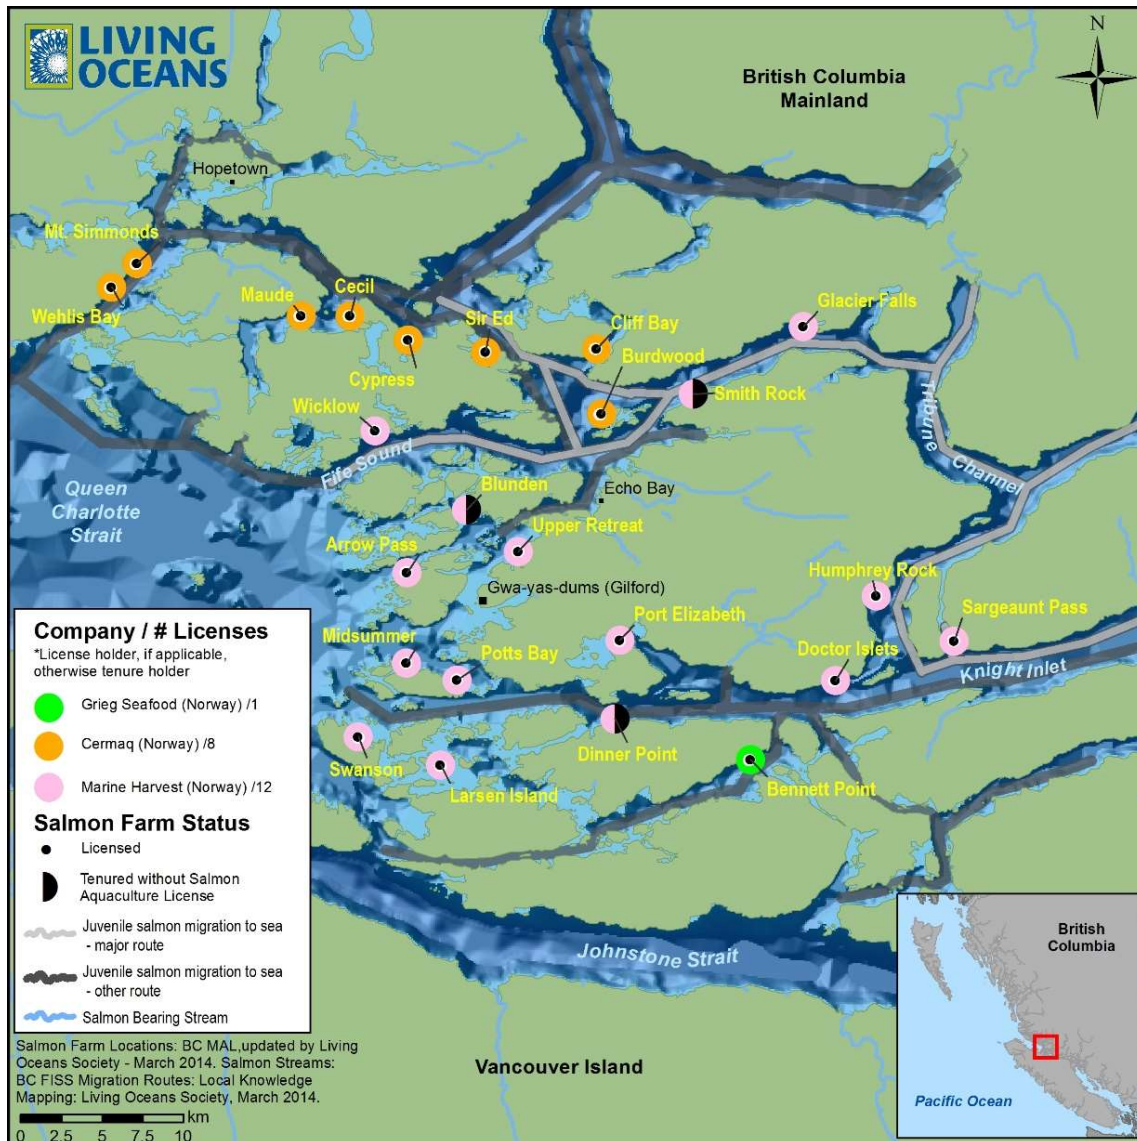 LIVING
OCEANS
N
British Columbia
Mainland
Hopetown
Mt. Simmonds
Wehlis Bay
Maude
Cecil
Cypress
Sir Ed
Cliff Bay
Burdwood
Glacier Falls
Smith Rock
Wicklow
Fife Sound
Tribune
Channel
Queen
Charlotte
Strait
Blunden
Echo Bay
Upper Retreat
Arrow Pass
Gwa-yas-dums (Gilford)
Humphrey Rock
Port Elizabeth
Sargeaunt Pass
Midsummer
Potts Bay
Doctor Islets
Knight Inlet
Swanson
Dinner Point
Larsen Island
Bennett Point
Johnstone Strait
Vancouver Island
Company / # Licenses
*License holder, if applicable,
otherwise tenure holder
Grieg Seafood (Norway) /1
Cermaq (Norway) /8
Marine Harvest (Norway) /12
Salmon Farm Status
Licensed
Tenured without Salmon
Aquaculture License
Juvenile salmon migration to sea
- major route
Juvenile salmon migration to sea
- other route
Salmon Bearing Stream
Salmon Farm Locations: BC MAL,updated by Living
Oceans Society - March 2014. Salmon Streams:
BC FISS Migration Routes: Local Knowledge
Mapping: Living Oceans Society, March 2014.
km
0 2.5 5 7.5 10
British
Columbia
Pacific Ocean